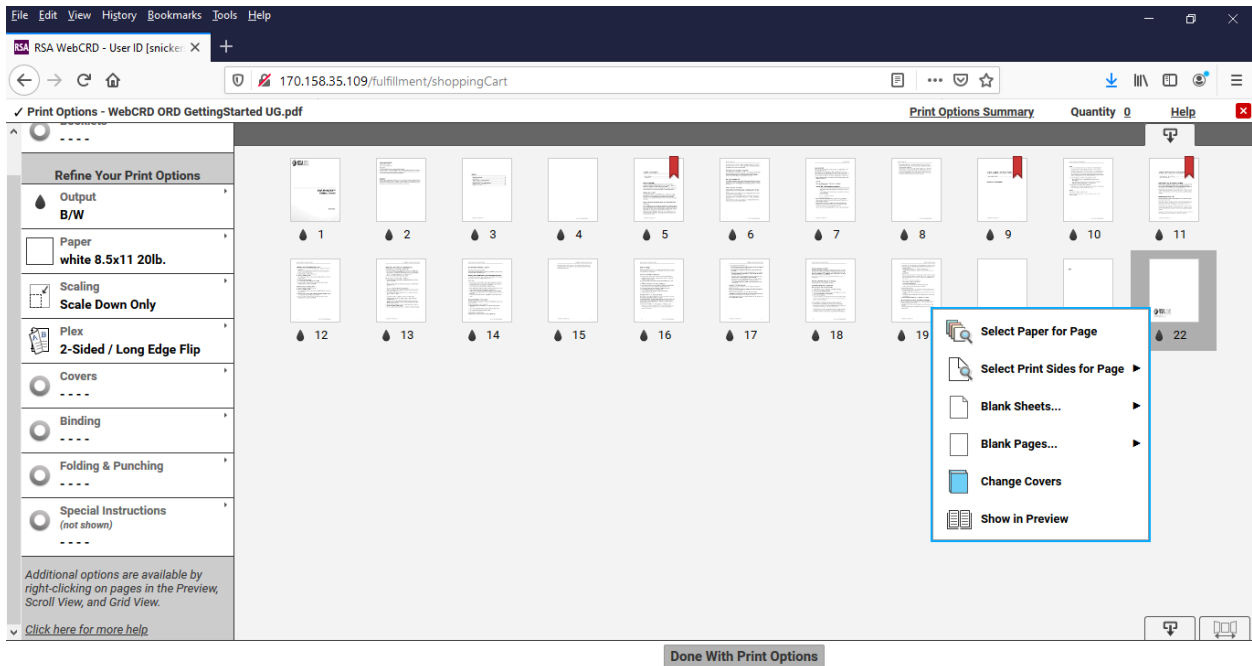 File Edit View History Bookmarks Tools Help
RSA RSA WebCRD - User ID [snicker
170.158.35.109/fulfillment/shoppingCart
✓ Print Options - WebCRD ORD GettingStarted UG.pdf
Print Options Summary Quantity 0 Help
Booklets
- - - -
Refine Your Print Options
Output
B/W
Paper
white 8.5x11 20lb.
Scaling
Scale Down Only
Plex
2-Sided / Long Edge Flip
Covers
- - - -
Binding
- - - -
Folding & Punching
- - - -
Special Instructions
(not shown)
- - - -
Additional options are available by
right-clicking on pages in the Preview,
Scroll View, and Grid View.
Click here for more help
1 2 3 4 5 6 7 8 9 10 11
12 13 14 15 16 17 18 19 22
Select Paper for Page
Select Print Sides for Page
Blank Sheets...
Blank Pages...
Change Covers
Show in Preview
Done With Print Options